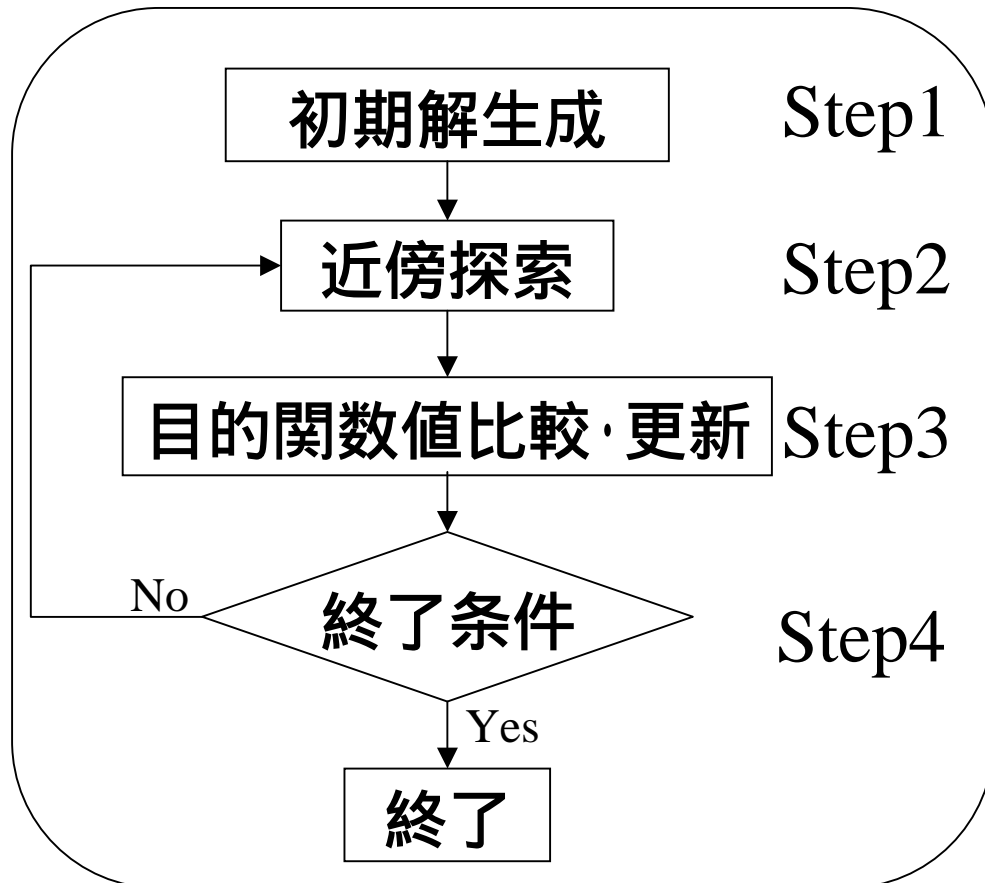 初期解生成
Step1
近傍探索
Step2
目的関数値比較・更新
Step3
No
終了条件
Step4
Yes
終了